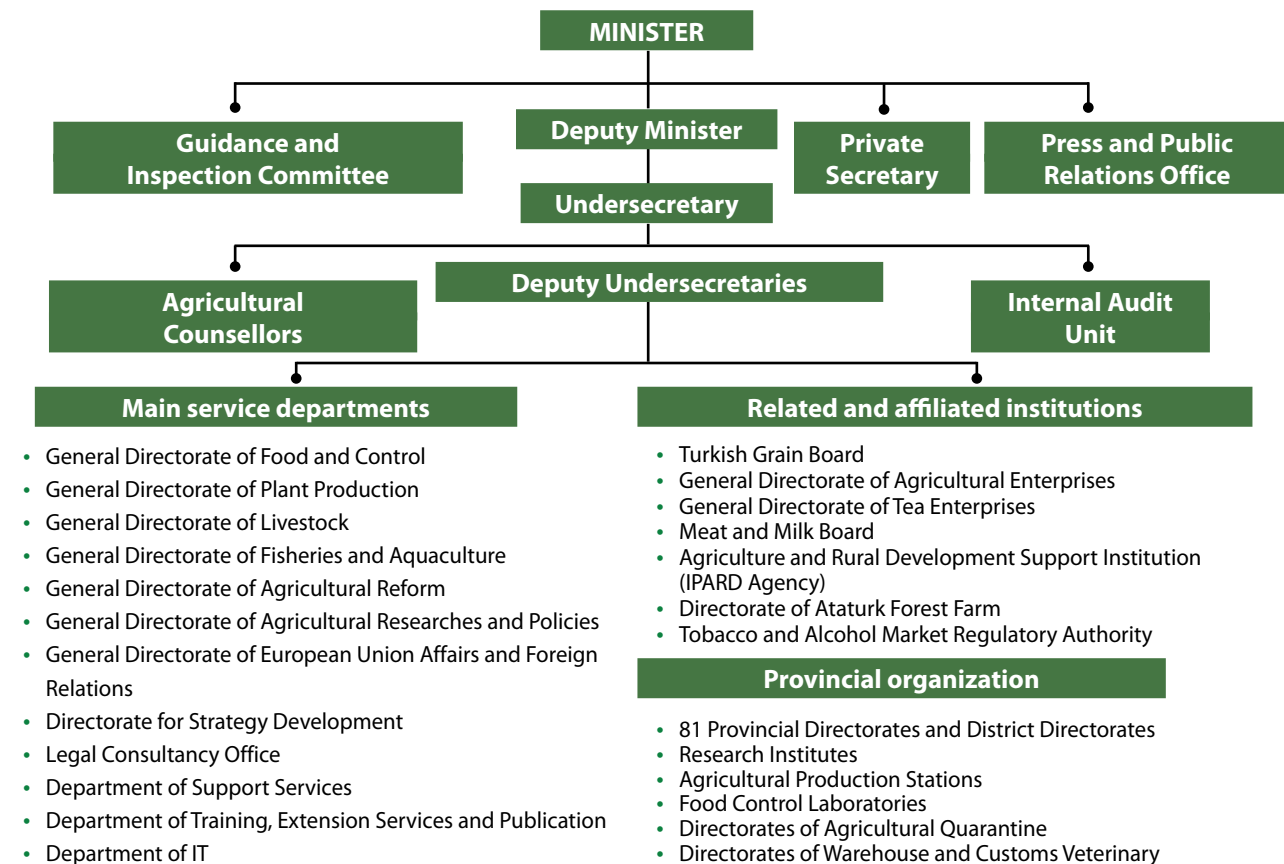 MINISTER
Guidance and
Inspection Committee
Deputy Minister
Private
Secretary
Press and Public
Relations Office
Undersecretary
Agricultural
Counsellors
Deputy Undersecretaries
Internal Audit
Unit
Main service departments
• General Directorate of Food and Control
• General Directorate of Plant Production
• General Directorate of Livestock
• General Directorate of Fisheries and Aquaculture
• General Directorate of Agricultural Reform
• General Directorate of Agricultural Researches and Policies
• General Directorate of European Union Affairs and Foreign
Relations
• Directorate for Strategy Development
• Legal Consultancy Office
• Department of Support Services
• Department of Training, Extension Services and Publication
• Department of IT
Related and affiliated institutions
• Turkish Grain Board
• General Directorate of Agricultural Enterprises
• General Directorate of Tea Enterprises
• Meat and Milk Board
• Agriculture and Rural Development Support Institution
(IPARD Agency)
• Directorate of Ataturk Forest Farm
• Tobacco and Alcohol Market Regulatory Authority
Provincial organization
• 81 Provincial Directorates and District Directorates
• Research Institutes
• Agricultural Production Stations
• Food Control Laboratories
• Directorates of Agricultural Quarantine
• Directorates of Warehouse and Customs Veterinary